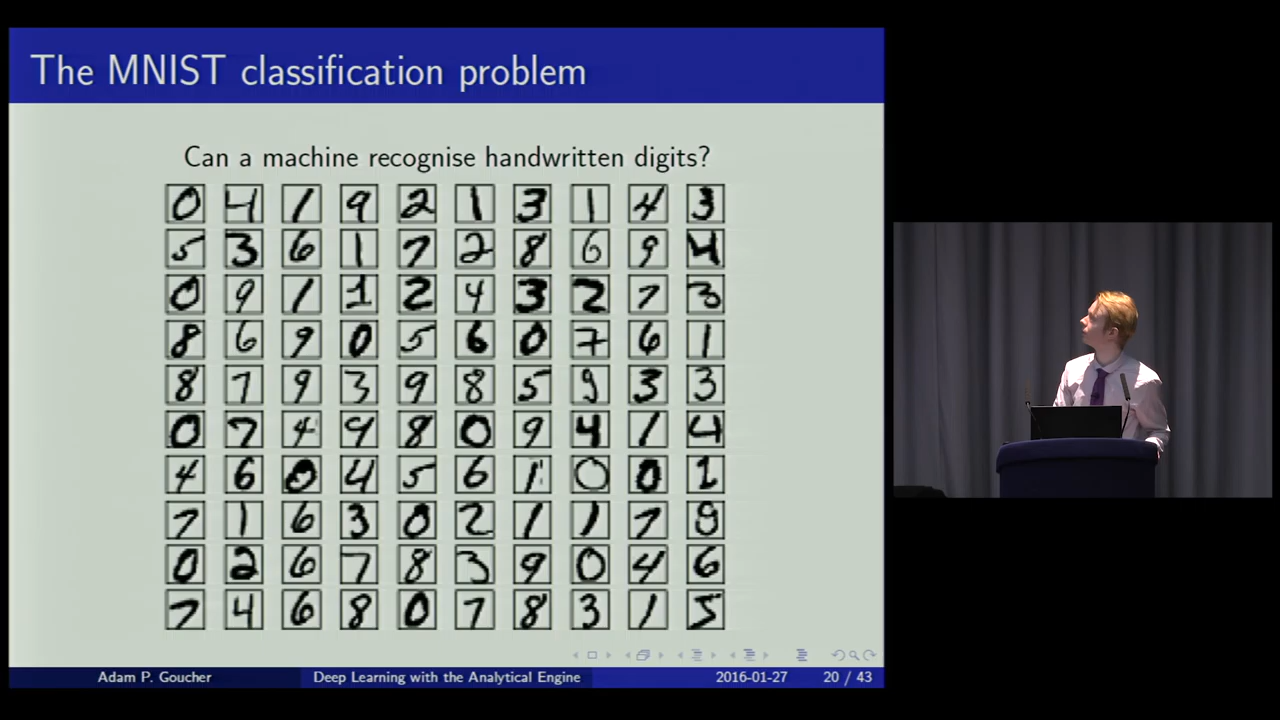 The MNIST classification problem
Can a machine recognise handwritten digits?
0 4 1 9 2 1 3 1 4 3
5 3 6 1 7 2 8 6 9 4
0 9 1 1 2 4 3 2 7 3
8 6 9 0 5 6 0 7 6 1
8 7 9 3 9 8 5 9 3 3
0 7 4 9 8 0 9 4 1 4
4 6 0 4 5 6 1 0 0 1
7 1 6 3 0 2 1 1 7 9
0 2 6 7 8 3 9 0 4 6
7 4 6 8 0 7 8 3 1 5
Adam P. Goucher Deep Learning with the Analytical Engine 2016-01-27 20 / 43